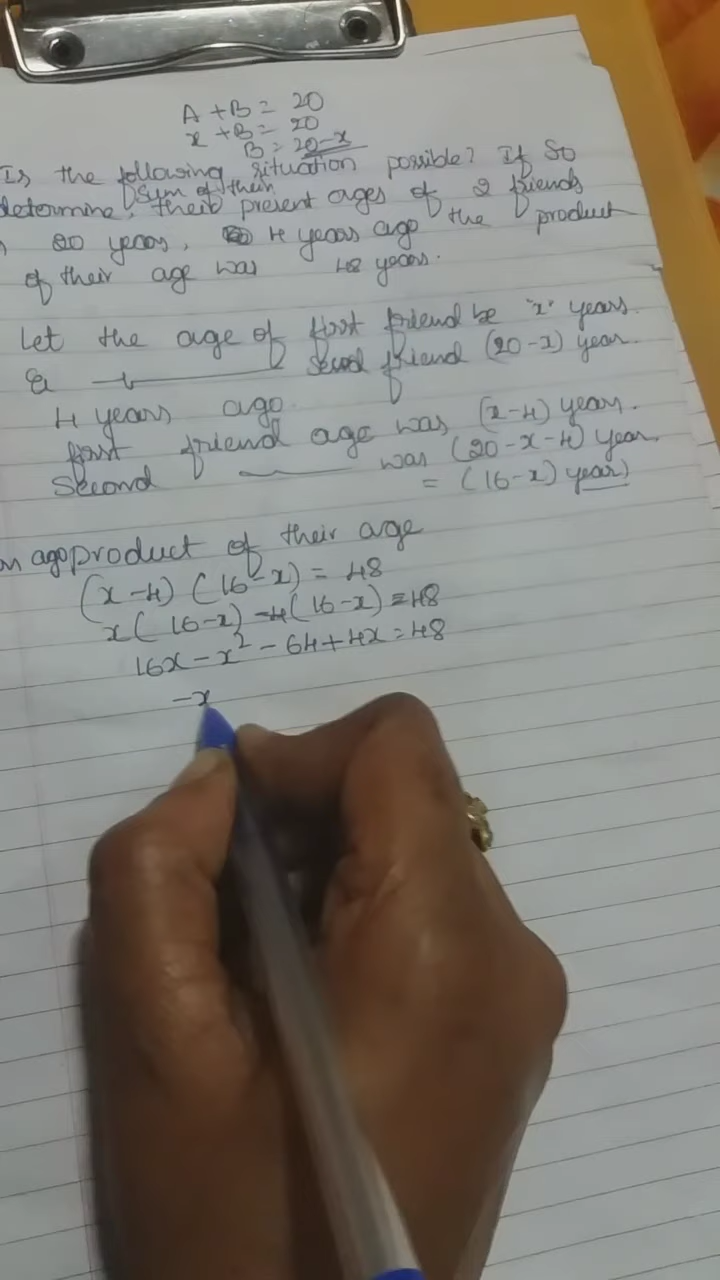 A + B = 20
x + B = 20
B = 20 - x
Is the following situation possible? If So
Sum of their
determine, their present ages of 2 friends
20 years, 4 years ago the product
of their age was 48 years.
Let the age of first friend be "x" years.
& second friend (20-x) year.
4 years ago.
first friend age was (x-4) years.
Second was (20-x-4) year.
= (16-x) year)
ago product of their age
(x-4) (16-x) = 48
x(16-x) -4(16-x) = 48
16x - x² - 64 + 4x = 48
-x